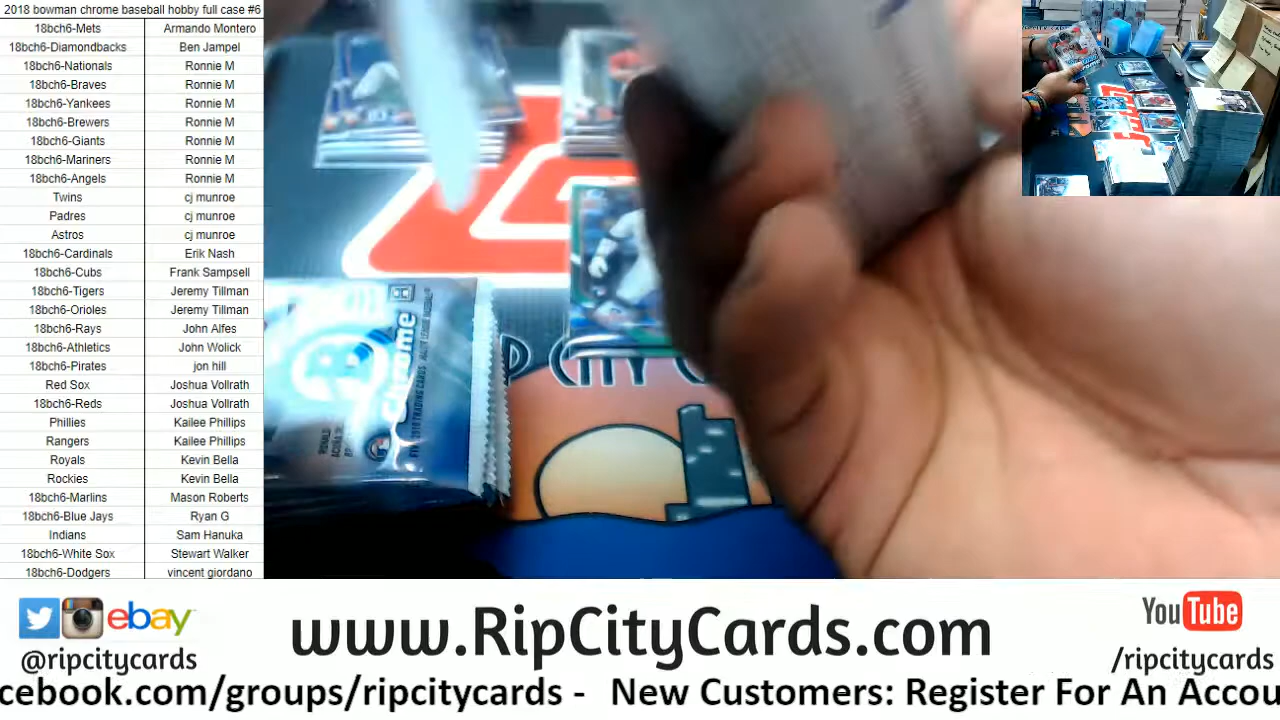 2018 bowman chrome baseball hobby full case #6
18bch6-Mets Armando Montero
18bch6-Diamondbacks Ben Jampel
18bch6-Nationals Ronnie M
18bch6-Braves Ronnie M
18bch6-Yankees Ronnie M
18bch6-Brewers Ronnie M
18bch6-Giants Ronnie M
18bch6-Mariners Ronnie M
18bch6-Angels Ronnie M
Twins cj munroe
Padres cj munroe
Astros cj munroe
18bch6-Cardinals Erik Nash
18bch6-Cubs Frank Sampsell
18bch6-Tigers Jeremy Tillman
18bch6-Orioles Jeremy Tillman
18bch6-Rays John Alfes
18bch6-Athletics John Wolick
18bch6-Pirates jon hill
Red Sox Joshua Vollrath
18bch6-Reds Joshua Vollrath
Phillies Kailee Phillips
Rangers Kailee Phillips
Royals Kevin Bella
Rockies Kevin Bella
18bch6-Marlins Mason Roberts
18bch6-Blue Jays Ryan G
Indians Sam Hanuka
18bch6-White Sox Stewart Walker
18bch6-Dodgers vincent giordano
Chrome
P CITY C
ebay
@ripcitycards
www.RipCityCards.com
YouTube
/ripcitycards
cebook.com/groups/ripcitycards - New Customers: Register For An Accou